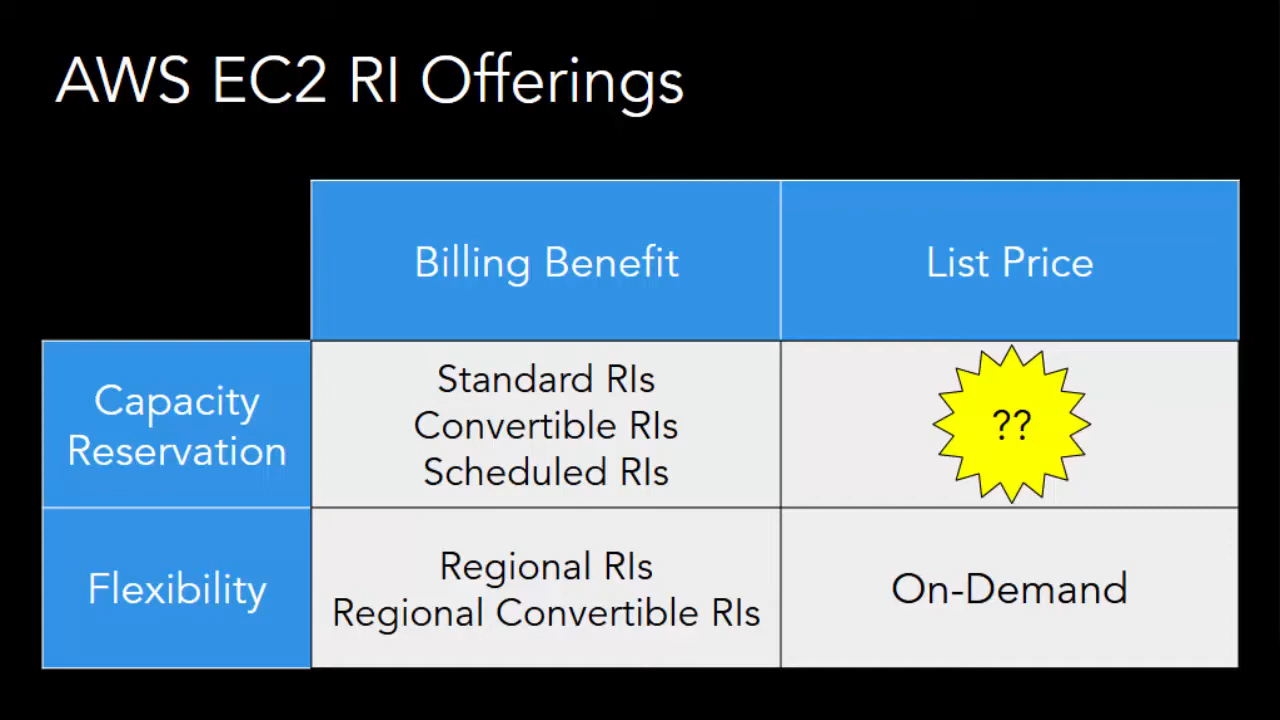 AWS EC2 RI Offerings
Billing Benefit
List Price
Capacity
Reservation
Standard RIs
Convertible RIs
Scheduled RIs
??
Flexibility
Regional RIs
Regional Convertible RIs
On-Demand